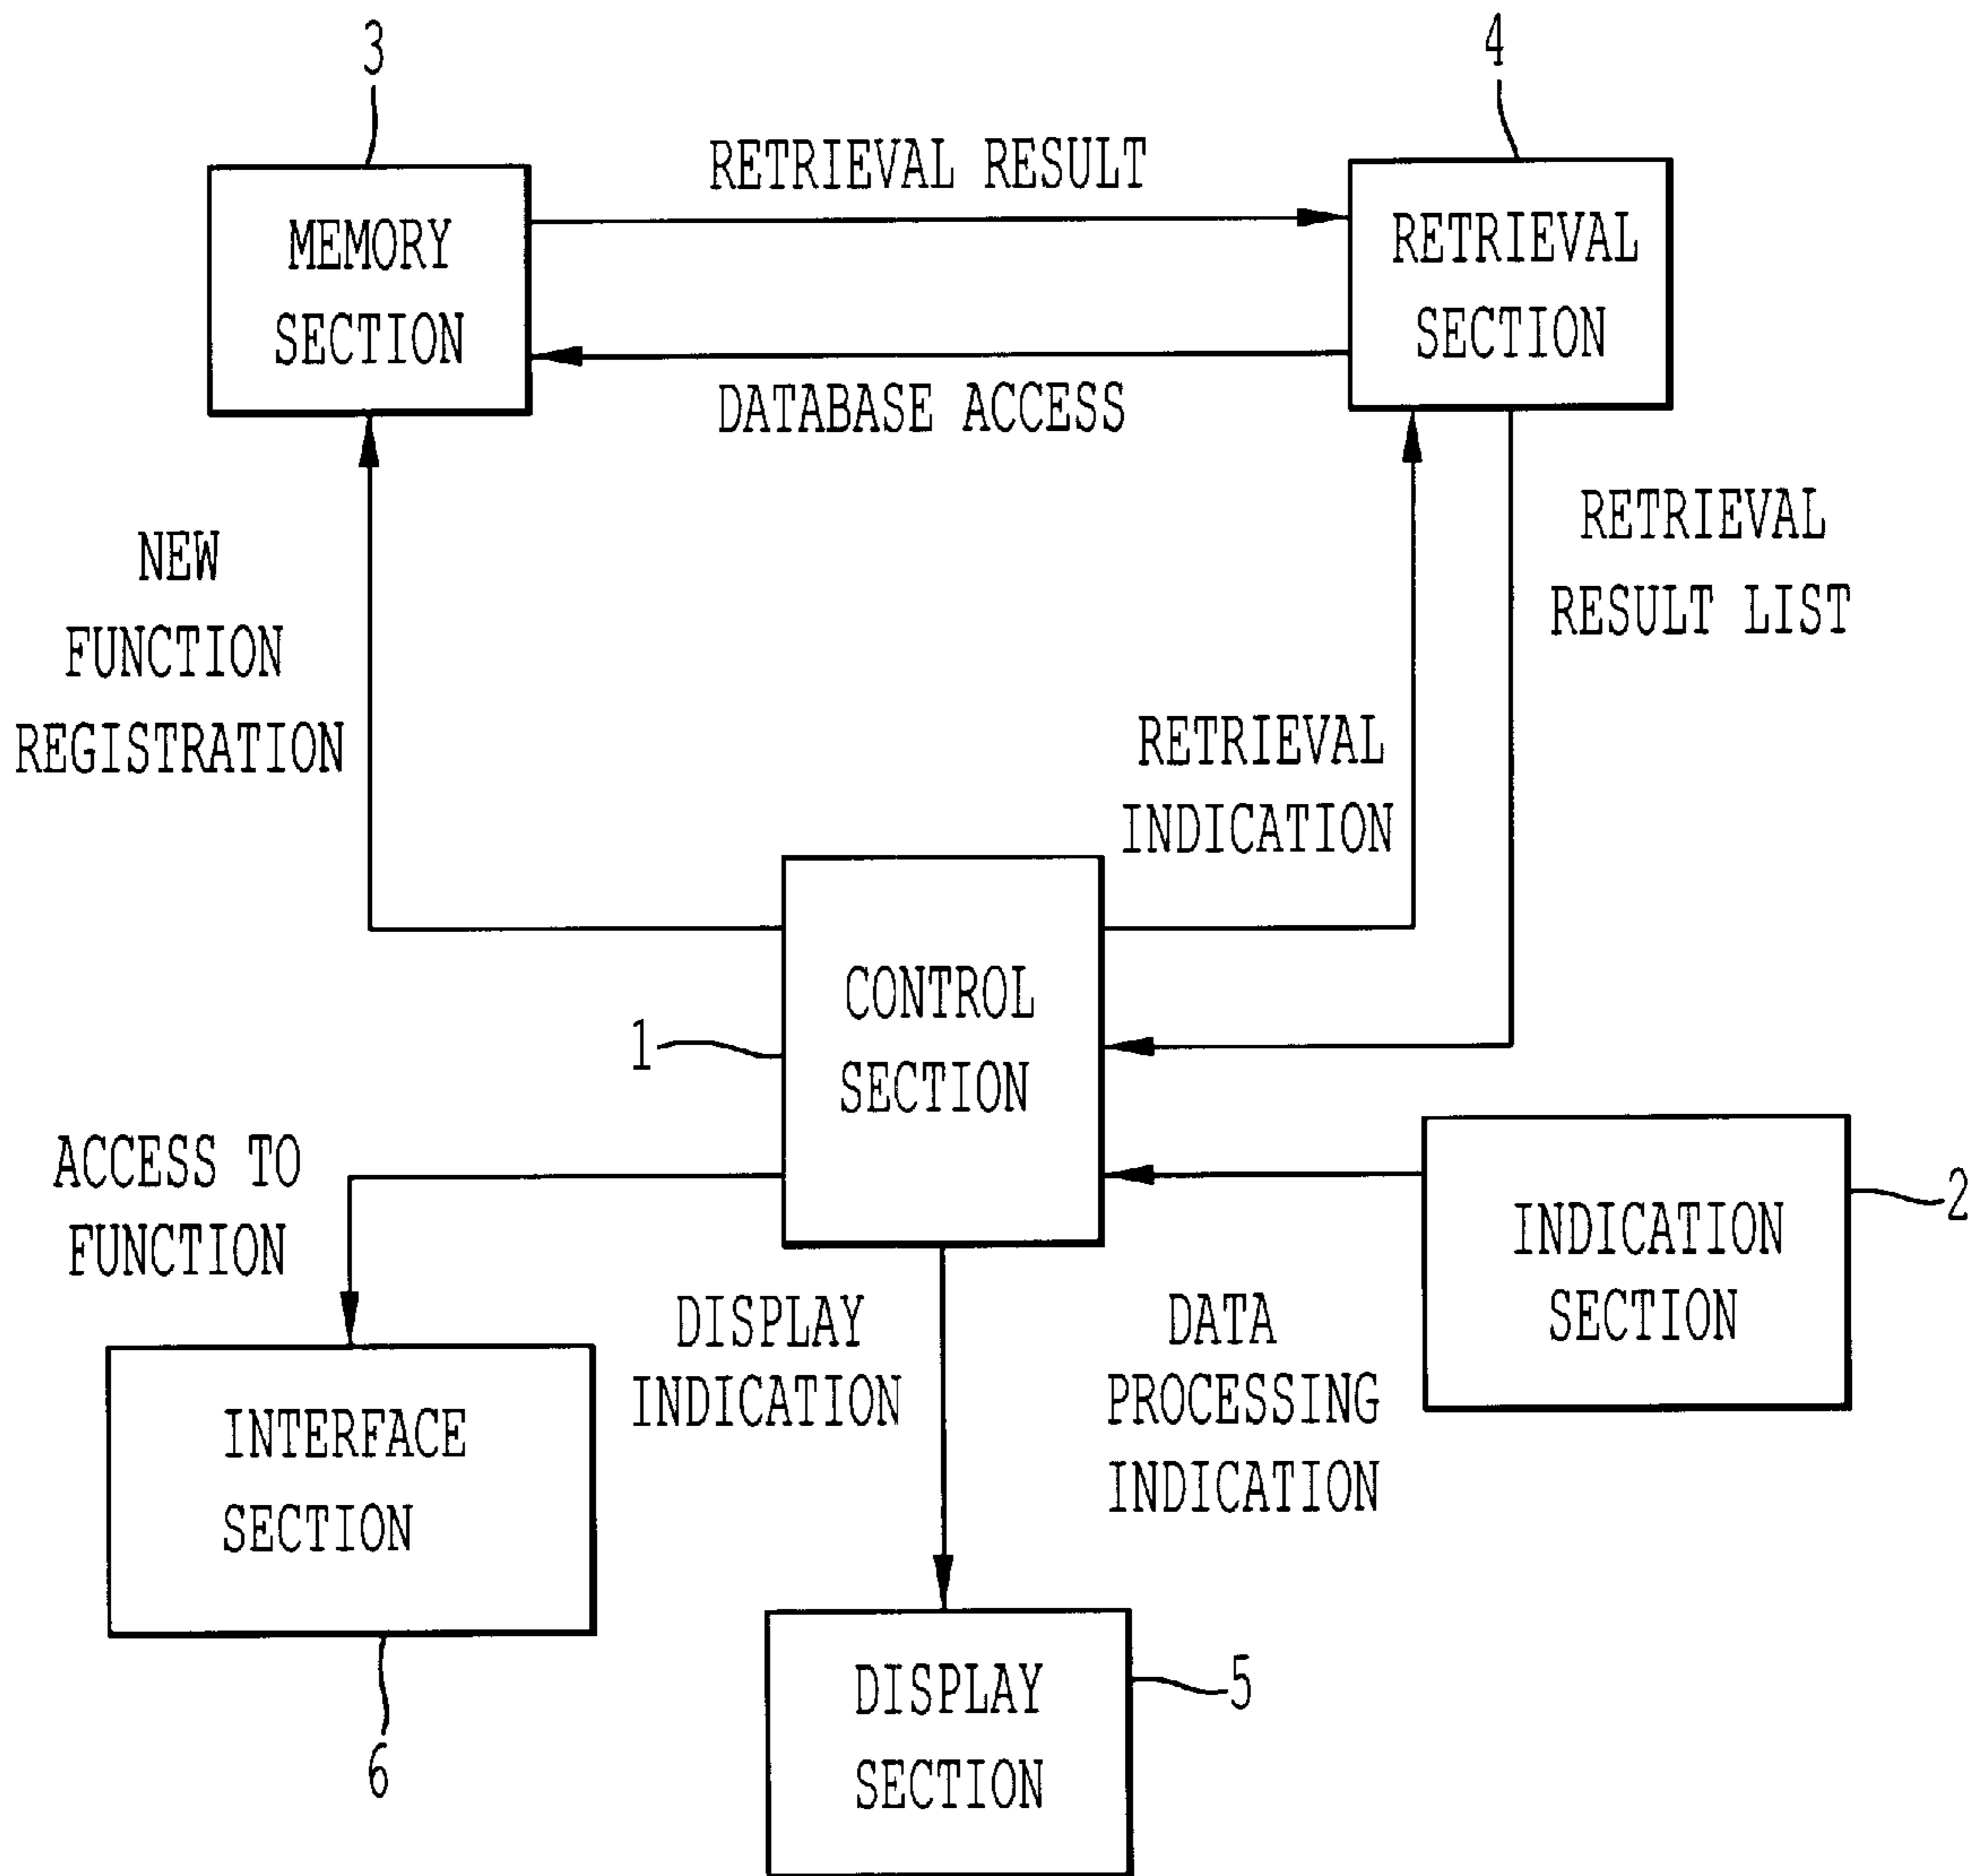 3
4
RETRIEVAL RESULT
MEMORY
SECTION
RETRIEVAL
SECTION
DATABASE ACCESS
NEW
FUNCTION
REGISTRATION
RETRIEVAL
RESULT LIST
RETRIEVAL
INDICATION
CONTROL
SECTION
1
ACCESS TO
FUNCTION
INDICATION
SECTION
2
DISPLAY
INDICATION
DATA
PROCESSING
INDICATION
INTERFACE
SECTION
6
DISPLAY
SECTION
5